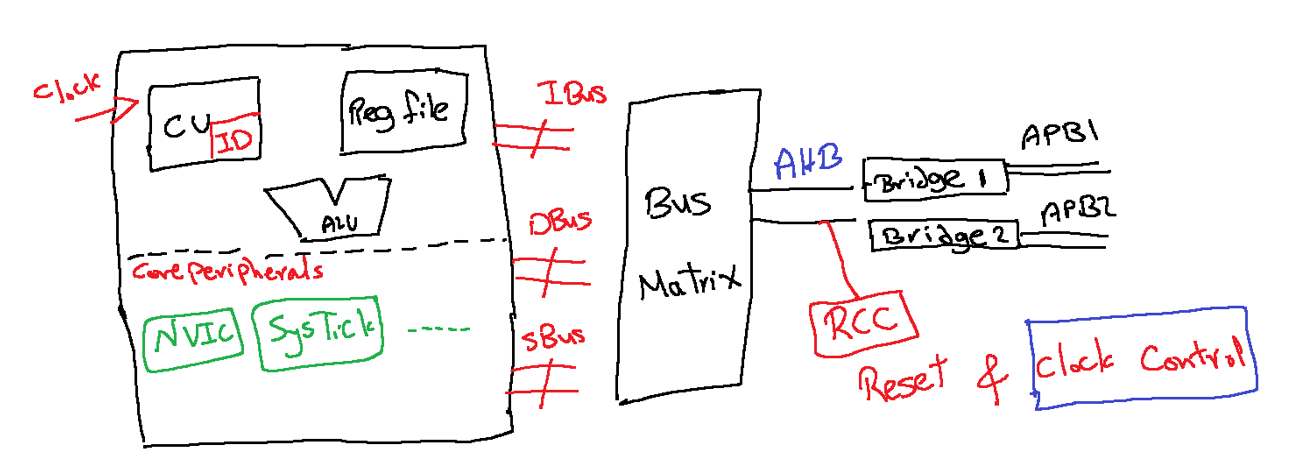 Clock
CU
ID
Reg file
ALU
Core Peripherals
NVIC
SysTick
IBus
DBus
SBus
Bus
Matrix
AHB
Bridge 1
APB1
Bridge 2
APB2
RCC
Reset & Clock Control